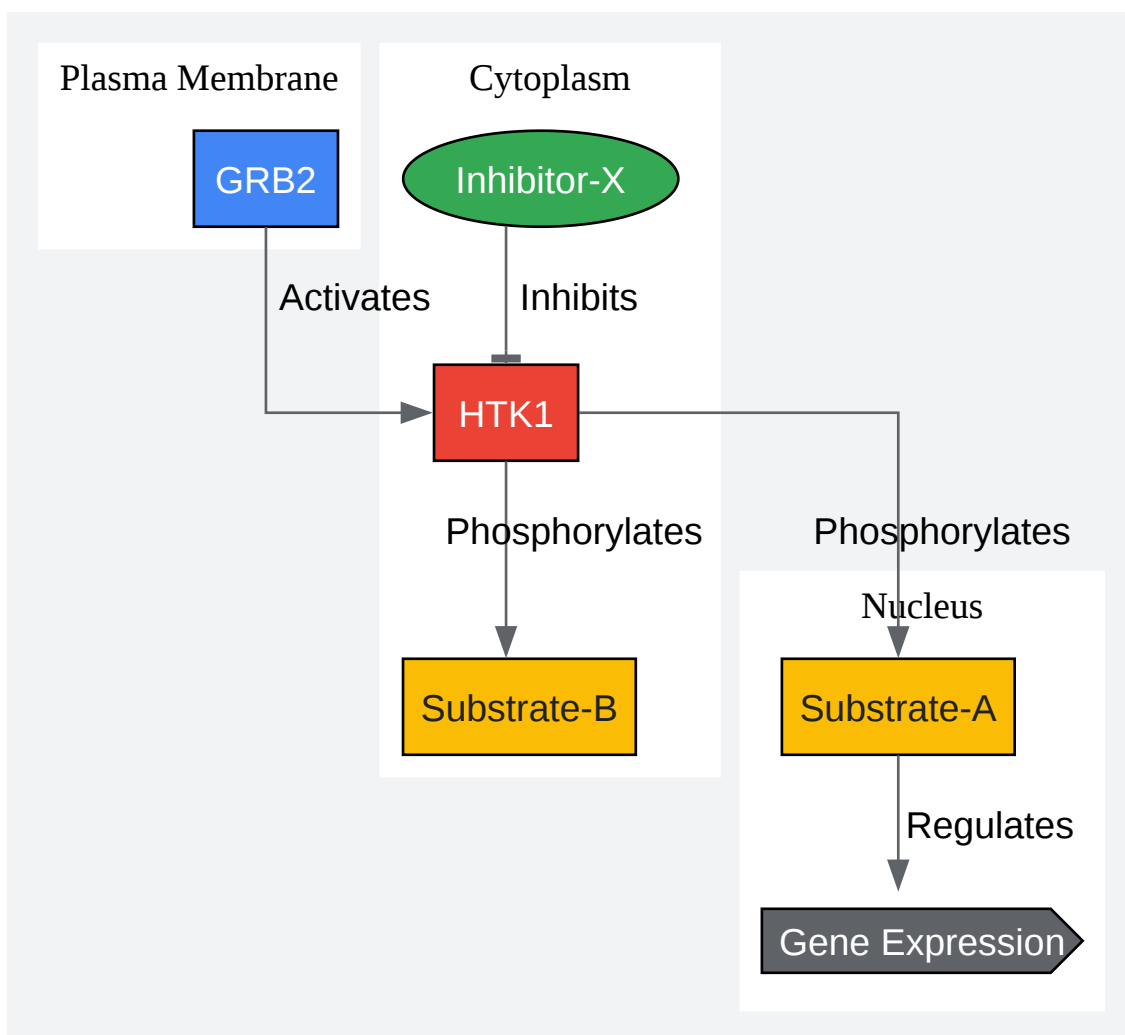 Plasma Membrane
Cytoplasm
GRB2
Inhibitor-X
Activates
Inhibits
HTK1
Phosphorylates
Phosphorylates
Nucleus
Substrate-B
Substrate-A
Regulates
Gene Expression